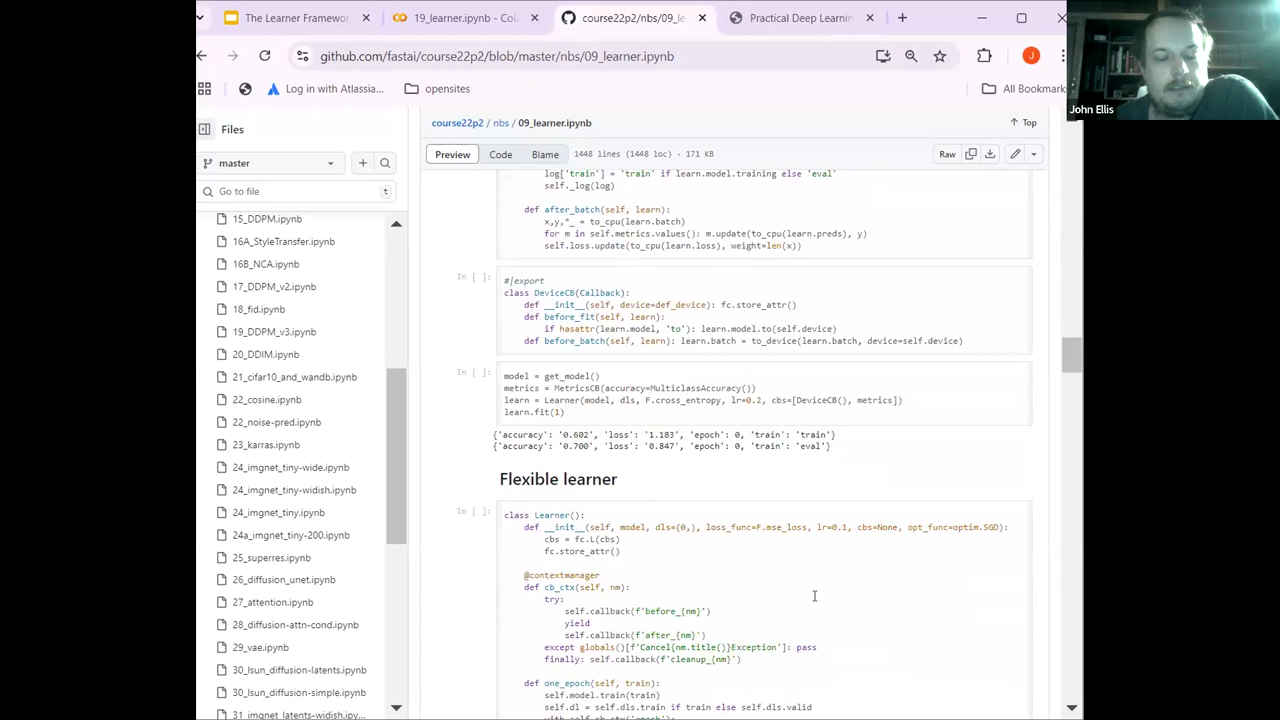 The Learner Framewor
19_learner.ipynb - Cola
course22p2/nbs/09_le
Practical Deep Learning
github.com/fastai/course22p2/blob/master/nbs/09_learner.ipynb
J
Log in with Atlassia...
opensites
All Bookmark
John Ellis
Files
course22p2 / nbs / 09_learner.ipynb
Top
master
Preview
Code
Blame
1448 lines (1448 loc) · 171 KB
Raw
Go to file
t
15_DDPM.ipynb
16A_StyleTransfer.ipynb
16B_NCA.ipynb
17_DDPM_v2.ipynb
18_fid.ipynb
19_DDPM_v3.ipynb
20_DDIM.ipynb
21_cifar10_and_wandb.ipynb
22_cosine.ipynb
22_noise-pred.ipynb
23_karras.ipynb
24_imgnet_tiny-wide.ipynb
24_imgnet_tiny-widish.ipynb
24_imgnet_tiny.ipynb
24a_imgnet_tiny-200.ipynb
25_superres.ipynb
26_diffusion_unet.ipynb
27_attention.ipynb
28_diffusion-attn-cond.ipynb
29_vae.ipynb
30_lsun_diffusion-latents.ipynb
30_lsun_diffusion-simple.ipynb
31_imgnet_latents-widish.ipy...
log['train'] = 'train' if learn.model.training else 'eval'
self._log(log)
def after_batch(self, learn):
x,y,*_ = to_cpu(learn.batch)
for m in self.metrics.values(): m.update(to_cpu(learn.preds), y)
self.loss.update(to_cpu(learn.loss), weight=len(x))
In [ ]:
#|export
class DeviceCB(Callback):
def __init__(self, device=def_device): fc.store_attr()
def before_fit(self, learn):
if hasattr(learn.model, 'to'): learn.model.to(self.device)
def before_batch(self, learn): learn.batch = to_device(learn.batch, device=self.device)
In [ ]:
model = get_model()
metrics = MetricsCB(accuracy=MulticlassAccuracy())
learn = Learner(model, dls, F.cross_entropy, lr=0.2, cbs=[DeviceCB(), metrics])
learn.fit(1)
{'accuracy': '0.602', 'loss': '1.183', 'epoch': 0, 'train': 'train'}
{'accuracy': '0.700', 'loss': '0.847', 'epoch': 0, 'train': 'eval'}
Flexible learner
In [ ]:
class Learner():
def __init__(self, model, dls=(0,), loss_func=F.mse_loss, lr=0.1, cbs=None, opt_func=optim.SGD):
cbs = fc.L(cbs)
fc.store_attr()
@contextmanager
def cb_ctx(self, nm):
try:
self.callback(f'before_{nm}')
yield
self.callback(f'after_{nm}')
except globals()[f'Cancel{nm.title()}Exception']: pass
finally: self.callback(f'cleanup_{nm}')
def one_epoch(self, train):
self.model.train(train)
self.dl = self.dls.train if train else self.dls.valid